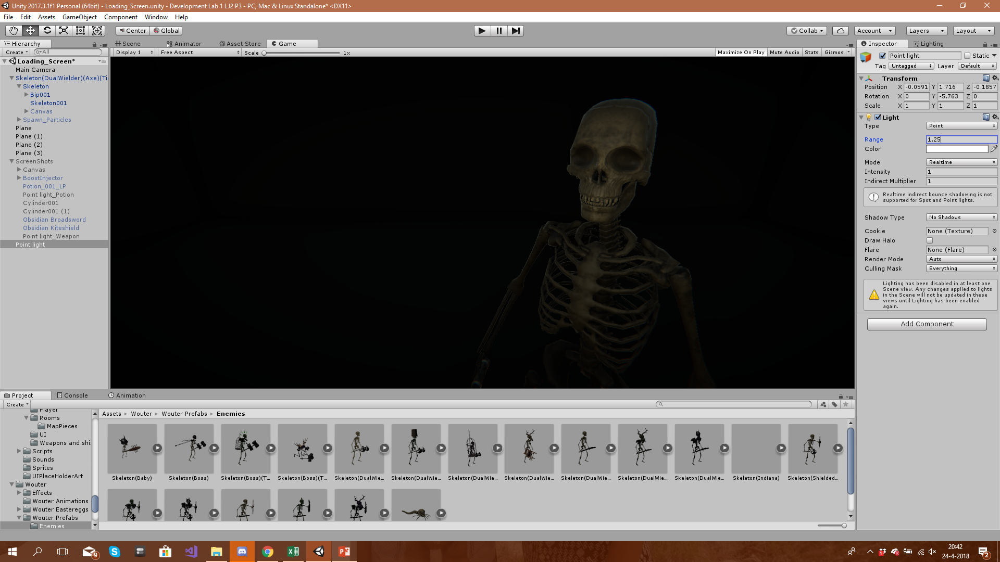 Unity 2017.3.1f1 Personal (64bit) - Loading_Screen.unity - Development Lab 1 LJ2 P3 - PC, Mac & Linux Standalone* <DX11>
File Edit Assets GameObject Component Window Help
Center Global Collab Account Layers Layout
Hierarchy
Create All
Loading_Screen*
Main Camera
Skeleton(DualWielder)(Axe)(Ti
Skeleton
Bip001
Skeleton001
Canvas
Spawn_Particles
Plane
Plane (1)
Plane (2)
Plane (3)
ScreenShots
Canvas
BoostInjector
Potion_001_LP
Point light_Potion
Cylinder001
Cylinder001 (1)
Obsidian Broadsword
Obsidian Kiteshield
Point light_Weapon
Point light
Scene Animator Asset Store Game
Display 1 Free Aspect Scale 1x Maximize On Play Mute Audio Stats Gizmos
Inspector Lighting
Point light Static
Tag Untagged Layer Default
Transform
Position X -0.0591 Y 1.716 Z -0.1857
Rotation X 0 Y -5.763 Z 0
Scale X 1 Y 1 Z 1
Light
Type Point
Range 1.25
Color
Mode Realtime
Intensity 1
Indirect Multiplier 1
Realtime indirect bounce shadowing is not
supported for Spot and Point lights.
Shadow Type No Shadows
Cookie None (Texture)
Draw Halo
Flare None (Flare)
Render Mode Auto
Culling Mask Everything
Lighting has been disabled in at least one
Scene view. Any changes applied to lights
in the Scene will not be updated in these
views until Lighting has been enabled
again.
Add Component
Project Console Animation
Create
Player
Rooms
MapPieces
UI
Weapons and shi
Scripts
Sounds
Sprites
UIPlaceHolderArt
Wouter
Effects
Wouter Animations
Wouter Eastereggs
Wouter Prefabs
Enemies
Assets Wouter Wouter Prefabs Enemies
Skeleton(Baby) Skeleton(Boss) Skeleton(Boss)(T... Skeleton(Boss)(T... Skeleton(DualWie... Skeleton(DualWie... Skeleton(DualWie... Skeleton(DualWie... Skeleton(DualWie... Skeleton(DualWie... Skeleton(DualWie... Skeleton(Indiana) Skeleton(Shielded...
9
1
20:42
24-4-2018
2